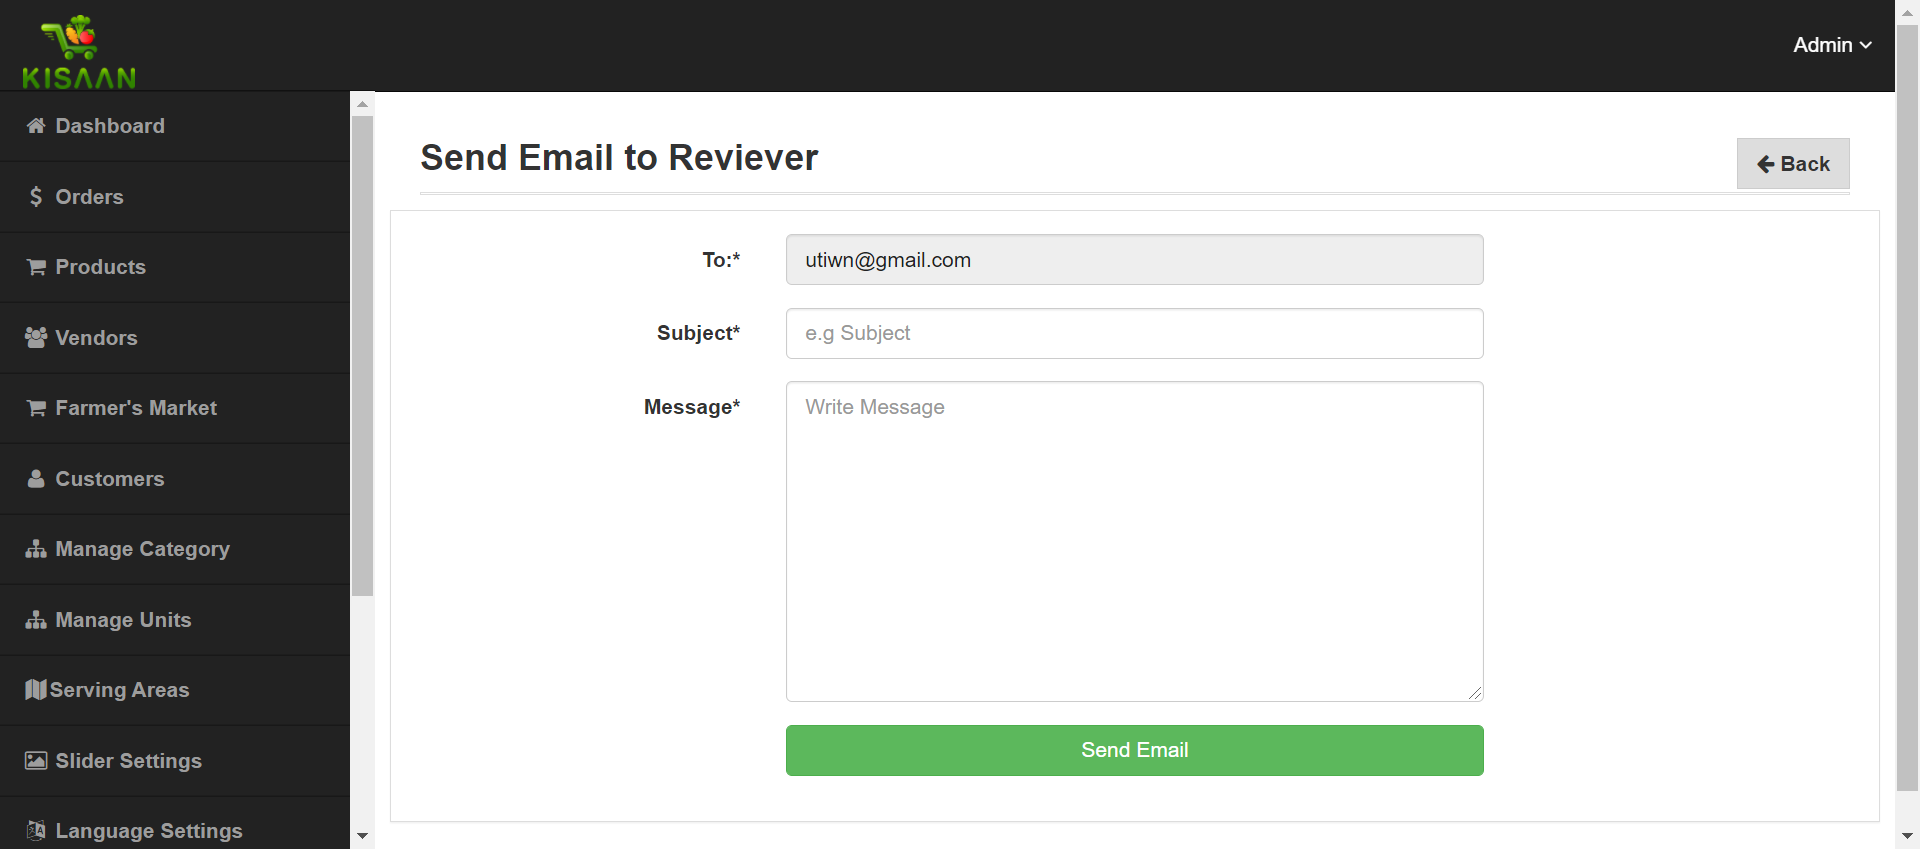 KISAAN
Admin
Dashboard
Orders
Products
Vendors
Farmer's Market
Customers
Manage Category
Manage Units
Serving Areas
Slider Settings
Language Settings
Send Email to Reviever
Back
To:*
utiwn@gmail.com
Subject*
e.g Subject
Message*
Write Message
Send Email